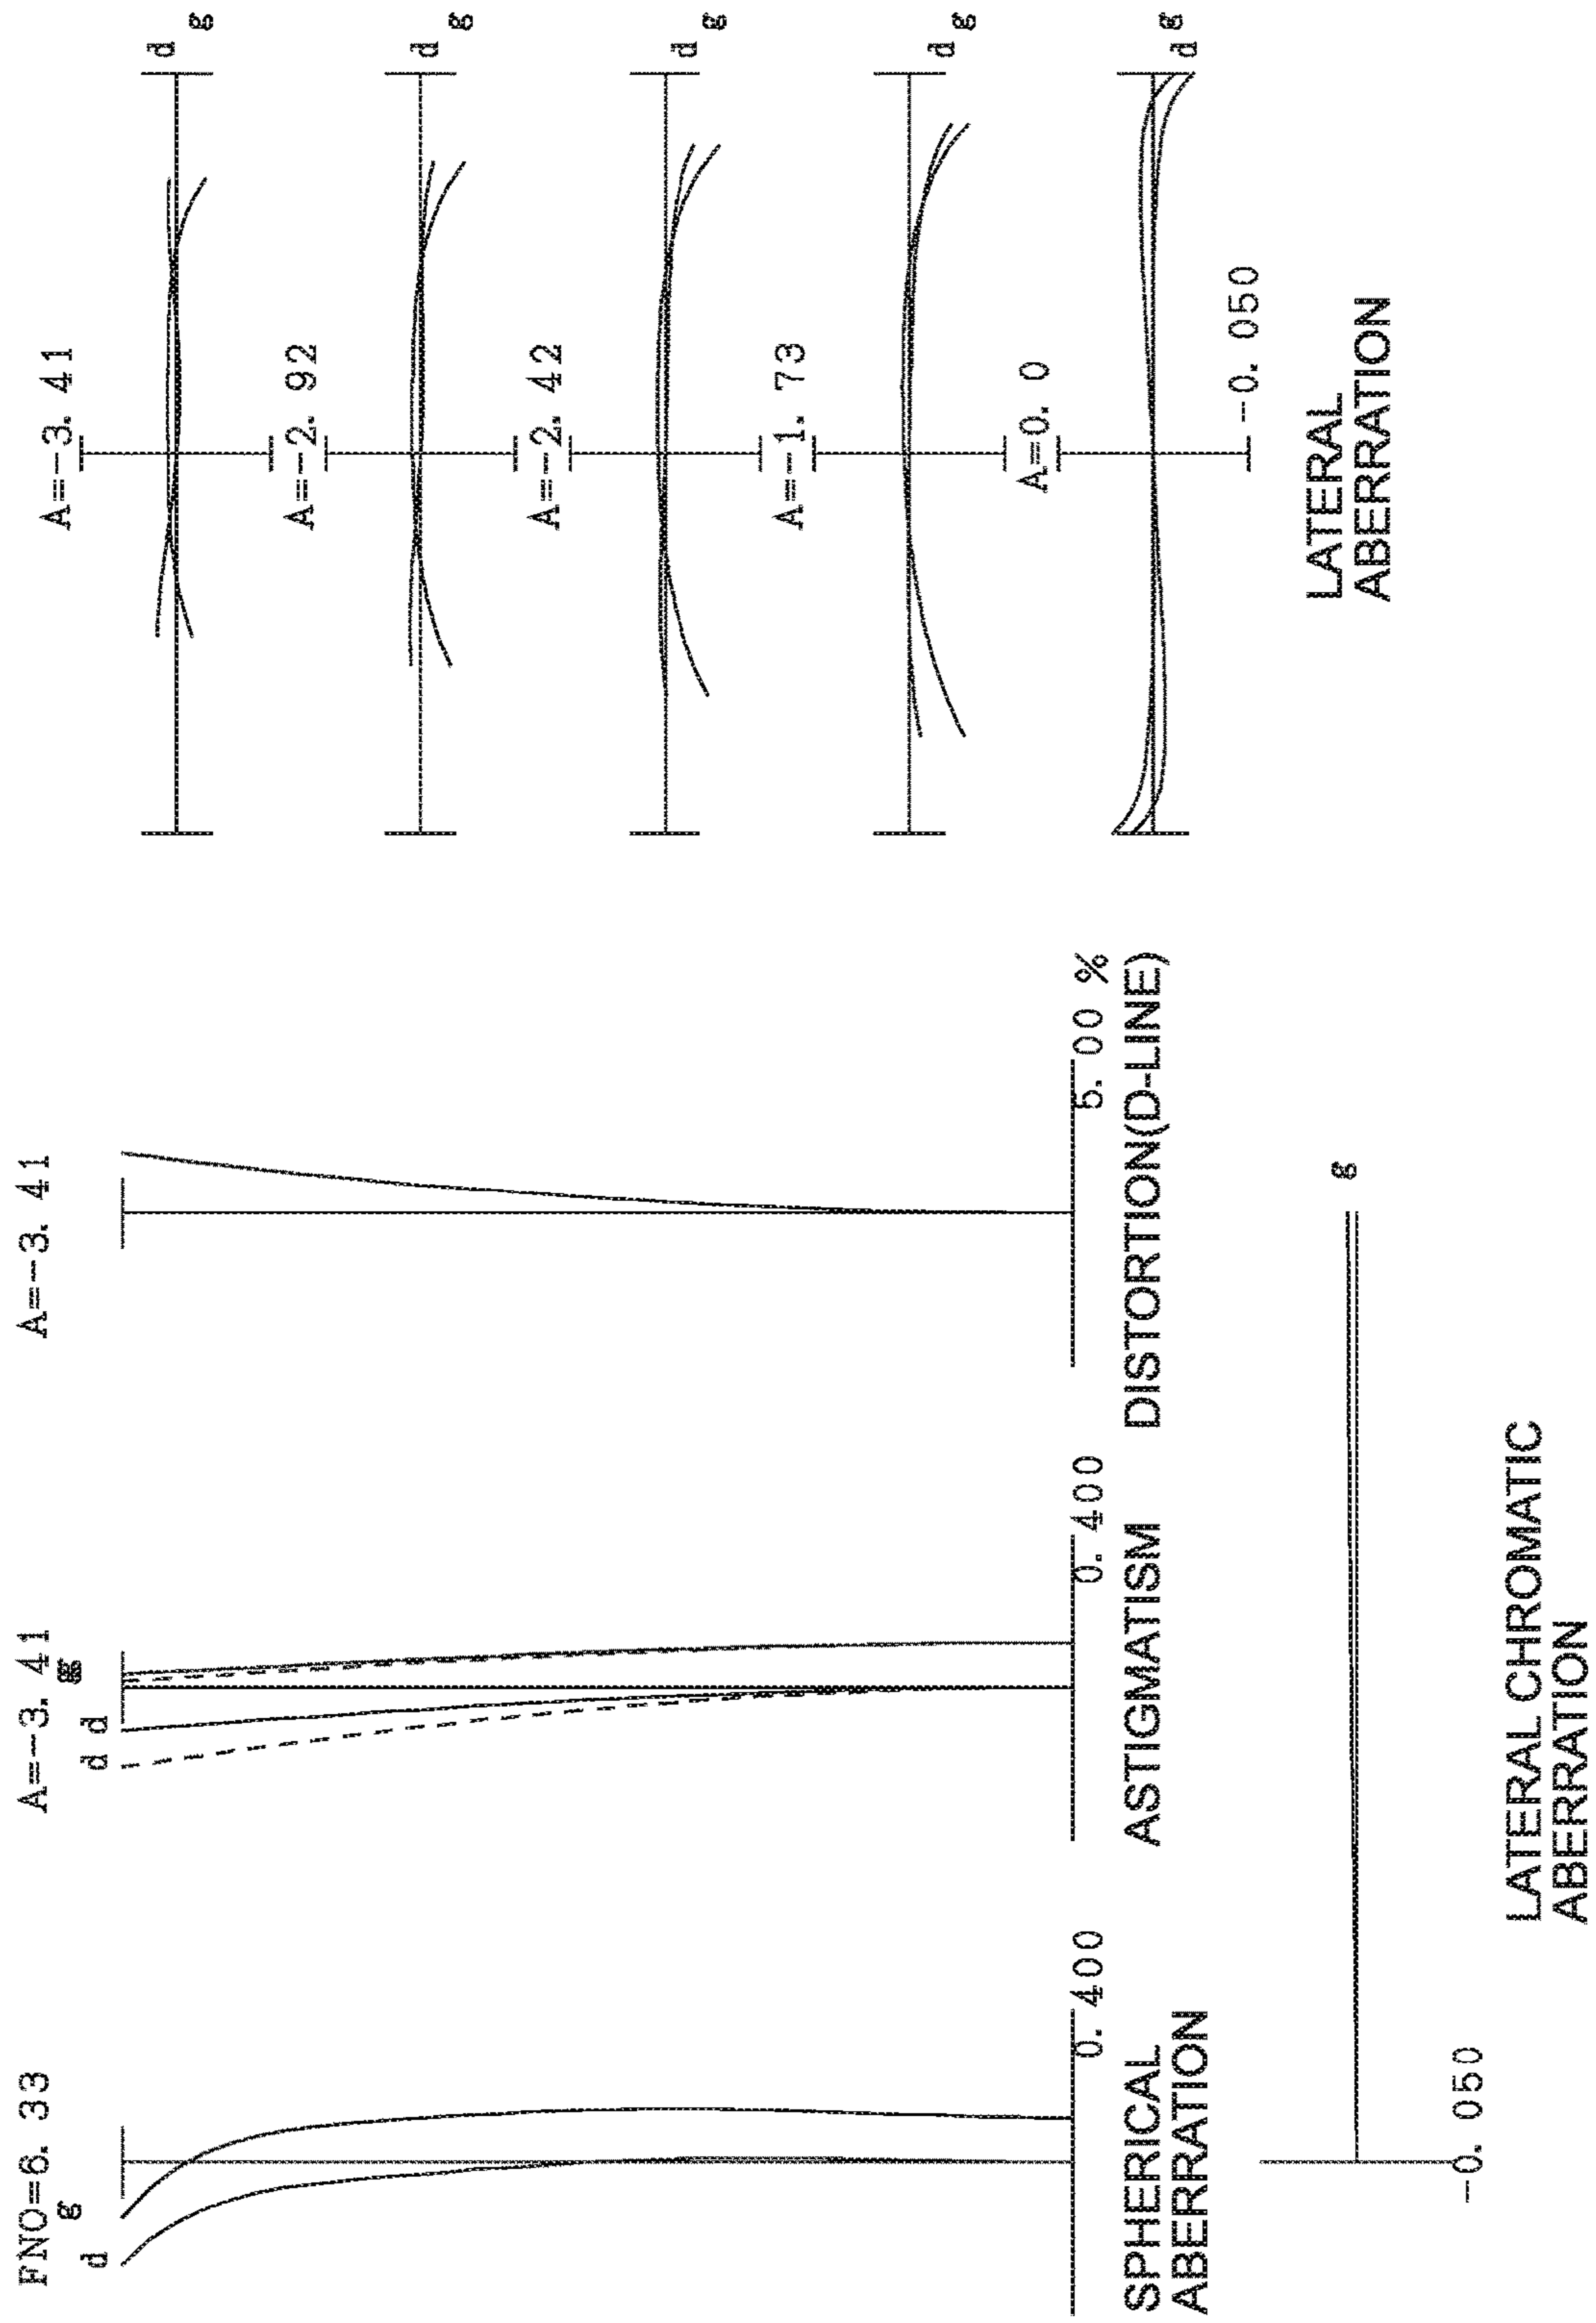 FNO=6. 33
g
d
0. 400
SPHERICAL
ABERRATION
A=-3. 41
g g
d d
0. 400
ASTIGMATISM
A=-3. 41
5. 00 %
DISTORTION(D-LINE)
g
-0. 050
LATERAL CHROMATIC
ABERRATION
A=-3. 41
d
g
A=-2. 92
d
g
A=-2. 42
d
g
A=-1. 73
d
g
A=0. 0
d
g
-0. 050
LATERAL
ABERRATION